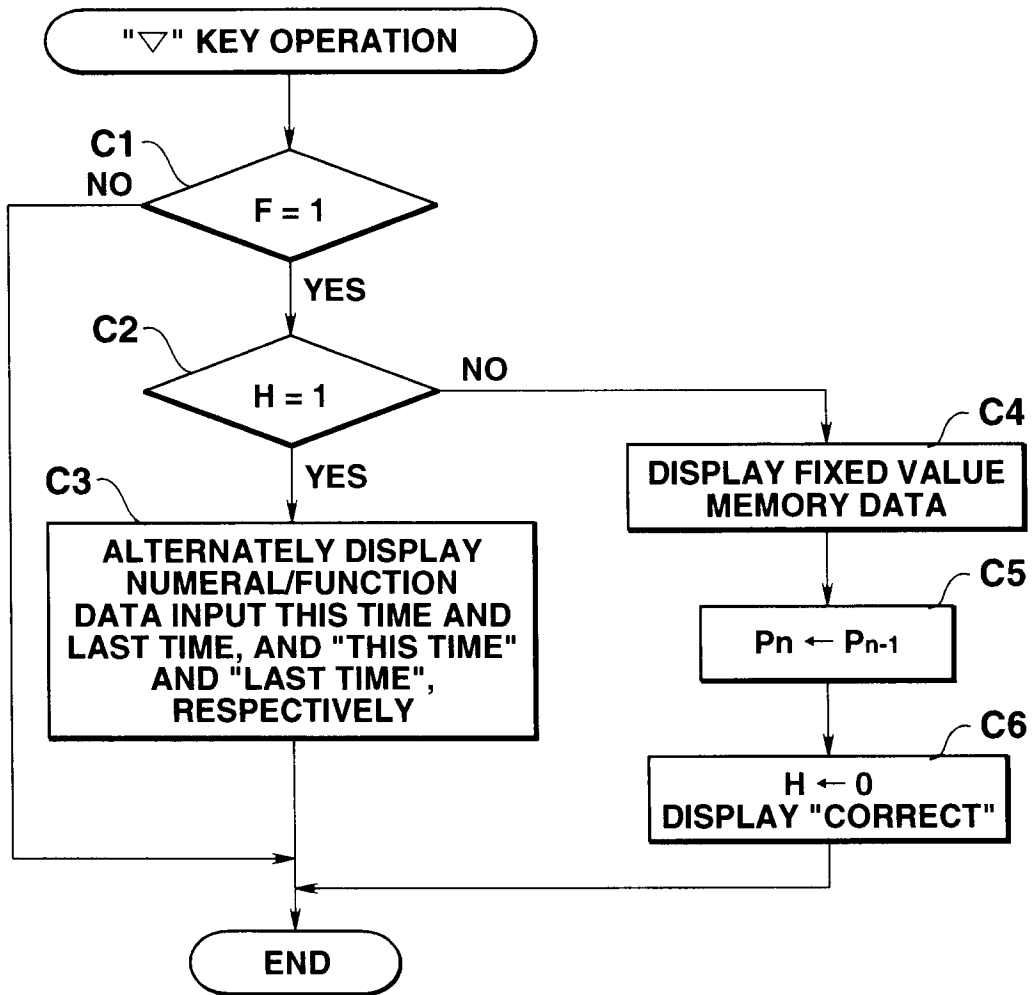 "▽" KEY OPERATION
C1
NO
F = 1
YES
C2
NO
H = 1
YES
C3
ALTERNATELY DISPLAY
NUMERAL/FUNCTION
DATA INPUT THIS TIME AND
LAST TIME, AND "THIS TIME"
AND "LAST TIME",
RESPECTIVELY
C4
DISPLAY FIXED VALUE
MEMORY DATA
C5
Pn ← Pn-1
C6
H ← 0
DISPLAY "CORRECT"
END